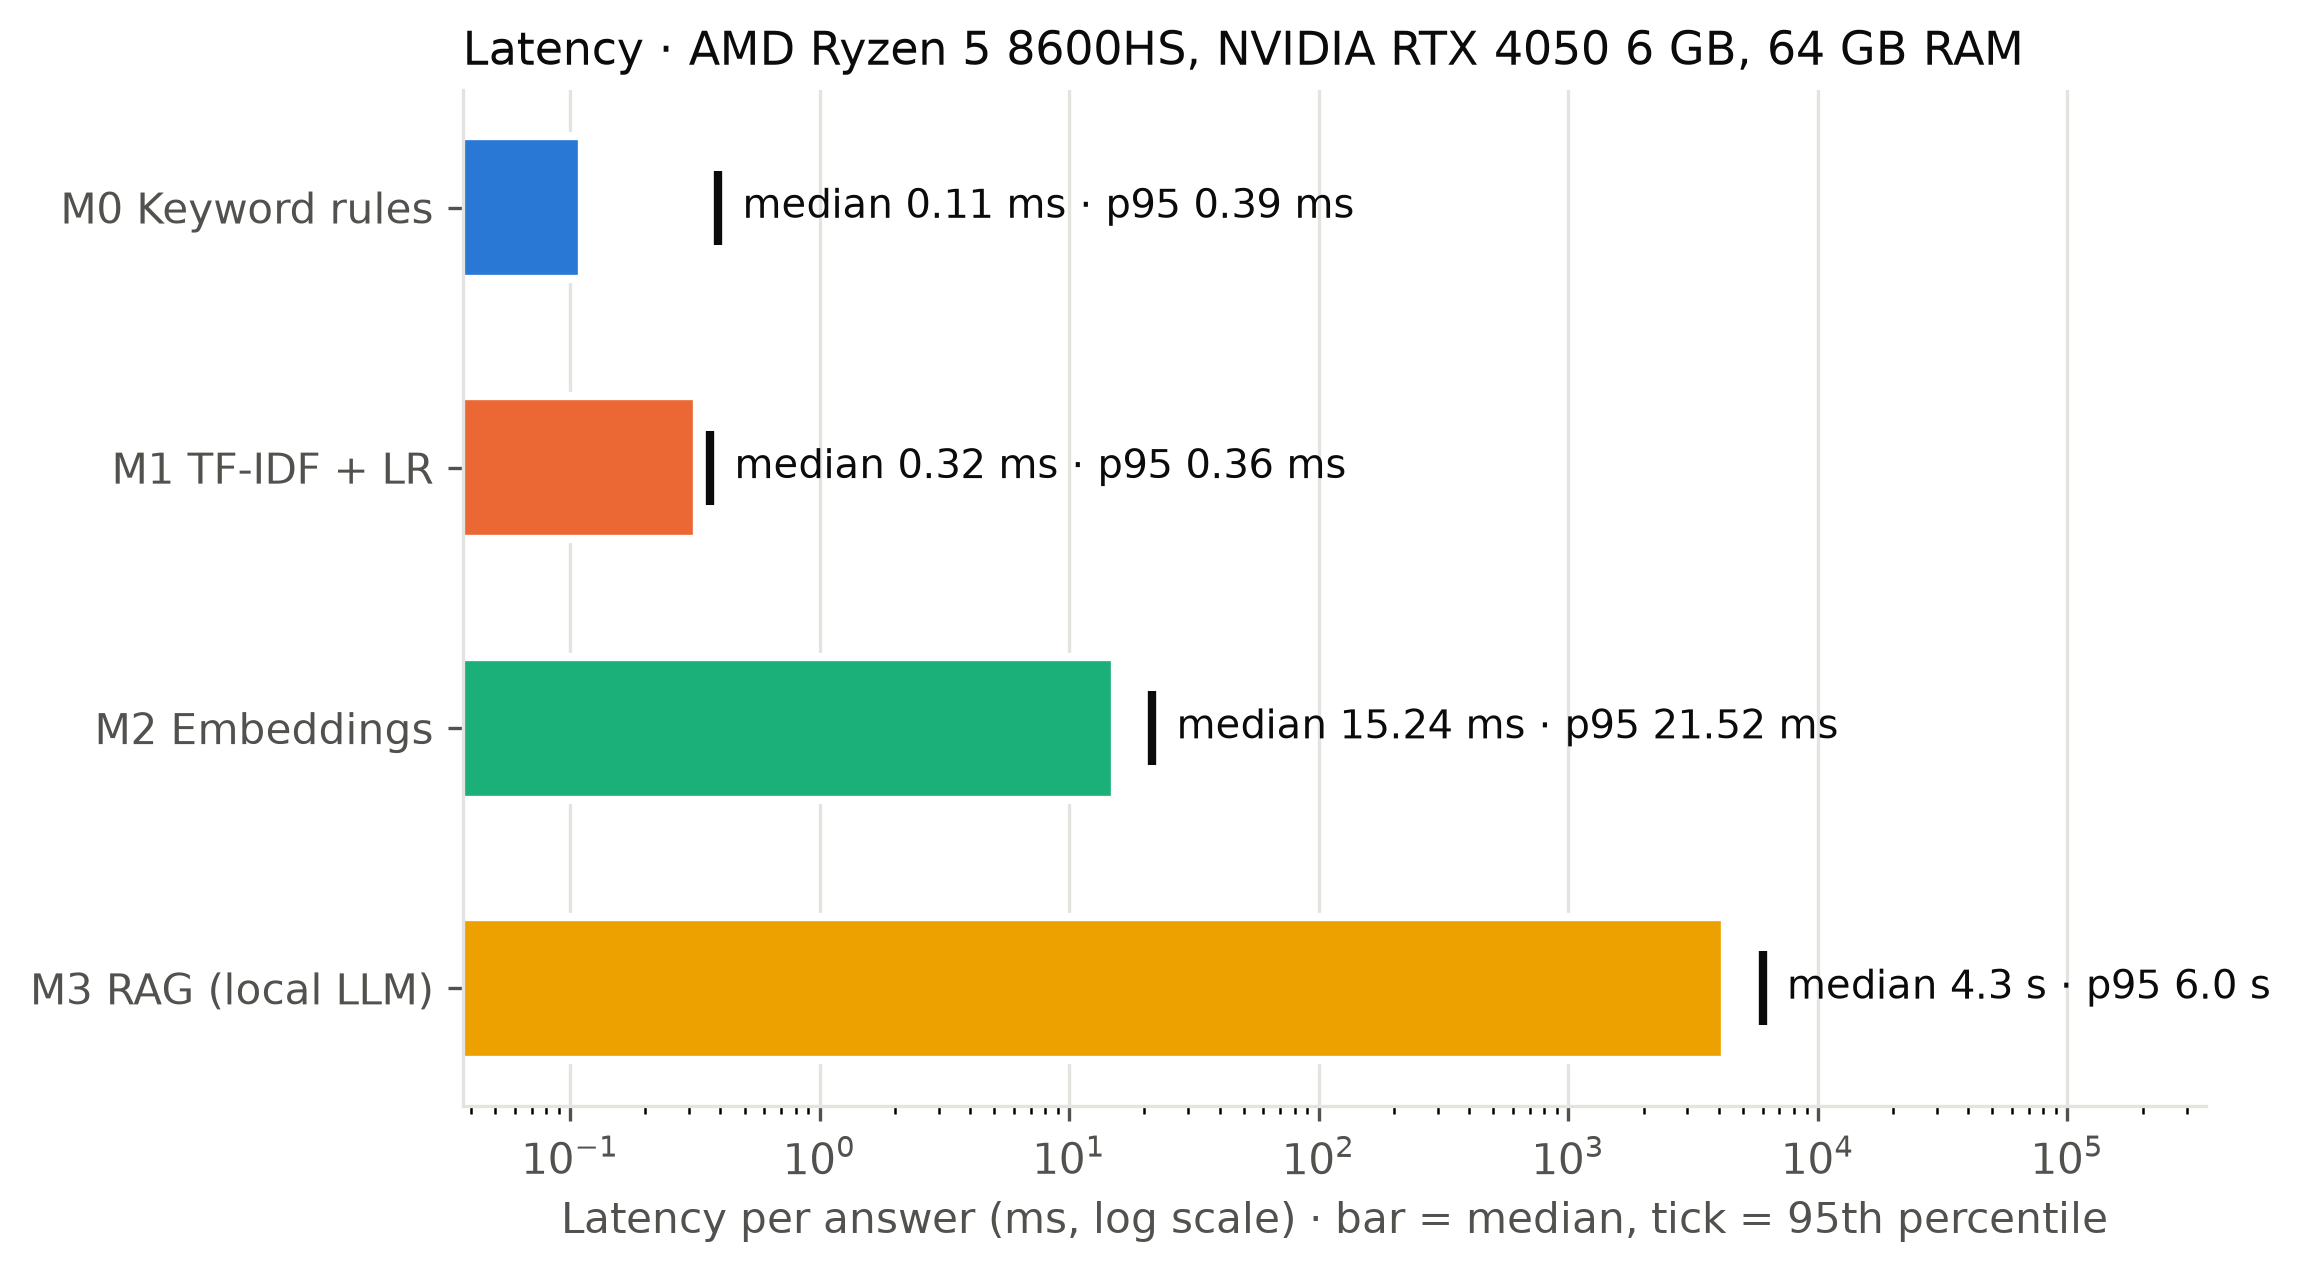 Latency · AMD Ryzen 5 8600HS, NVIDIA RTX 4050 6 GB, 64 GB RAM
M0 Keyword rules
median 0.11 ms · p95 0.39 ms
M1 TF-IDF + LR
median 0.32 ms · p95 0.36 ms
M2 Embeddings
median 15.24 ms · p95 21.52 ms
M3 RAG (local LLM)
median 4.3 s · p95 6.0 s
10⁻¹ 10⁰ 10¹ 10² 10³ 10⁴ 10⁵
Latency per answer (ms, log scale) · bar = median, tick = 95th percentile